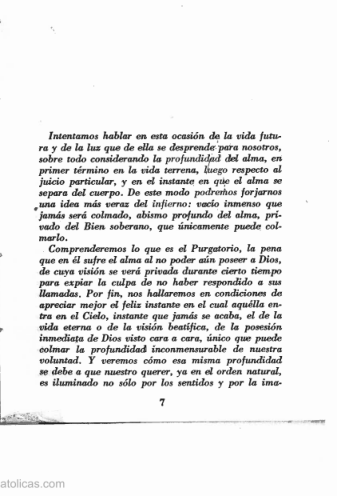 Intentamos hablar en esta ocasión de la vida futu-
ra y de la luz que de ella se desprende para nosotros,
sobre todo considerando la profundidad del alma, en
primer término en la vida terrena, luego respecto al
juicio particular, y en el instante en que el alma se
separa del cuerpo. De este modo podremos forjarnos
una idea más veraz del infierno: vacío inmenso que
jamás será colmado, abismo profundo del alma, pri-
vado del Bien soberano, que únicamente puede col-
marlo.
Comprenderemos lo que es el Purgatorio, la pena
que en él sufre el alma al no poder aún poseer a Dios,
de cuya visión se verá privada durante cierto tiempo
para expiar la culpa de no haber respondido a sus
llamadas. Por fin, nos hallaremos en condiciones de
apreciar mejor el feliz instante en el cual aquélla en-
tra en el Cielo, instante que jamás se acaba, el de la
vida eterna o de la visión beatífica, de la posesión
inmediata de Dios visto cara a cara, único que puede
colmar la profundidad inconmensurable de nuestra
voluntad. Y veremos cómo esa misma profundidad
se debe a que nuestro querer, ya en el orden natural,
es iluminado no sólo por los sentidos y por la ima-
7
atolicas.com